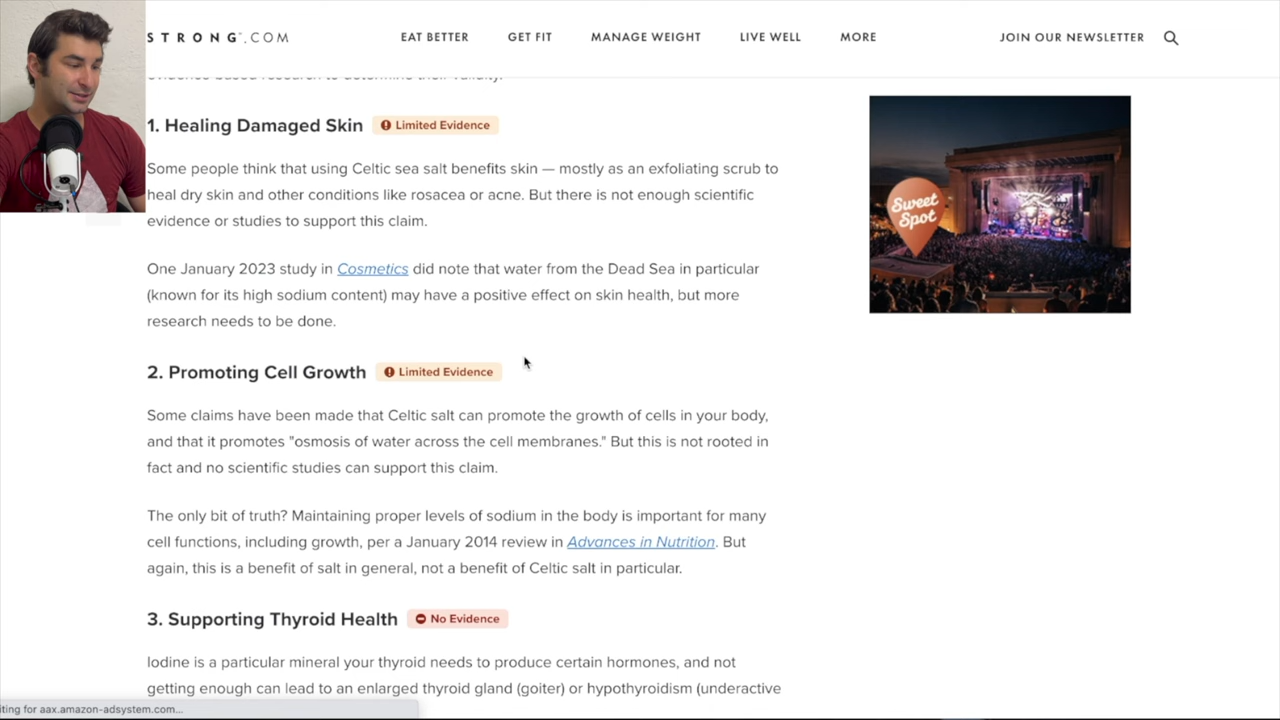 STRONG.COM
EAT BETTER GET FIT MANAGE WEIGHT LIVE WELL MORE
JOIN OUR NEWSLETTER
1. Healing Damaged Skin Limited Evidence
Some people think that using Celtic sea salt benefits skin — mostly as an exfoliating scrub to
heal dry skin and other conditions like rosacea or acne. But there is not enough scientific
evidence or studies to support this claim.
One January 2023 study in Cosmetics did note that water from the Dead Sea in particular
(known for its high sodium content) may have a positive effect on skin health, but more
research needs to be done.
2. Promoting Cell Growth Limited Evidence
Some claims have been made that Celtic salt can promote the growth of cells in your body,
and that it promotes "osmosis of water across the cell membranes." But this is not rooted in
fact and no scientific studies can support this claim.
The only bit of truth? Maintaining proper levels of sodium in the body is important for many
cell functions, including growth, per a January 2014 review in Advances in Nutrition. But
again, this is a benefit of salt in general, not a benefit of Celtic salt in particular.
3. Supporting Thyroid Health No Evidence
Iodine is a particular mineral your thyroid needs to produce certain hormones, and not
getting enough can lead to an enlarged thyroid gland (goiter) or hypothyroidism (underactive
iting for aax.amazon-adsystem.com...
Sweet
Spot